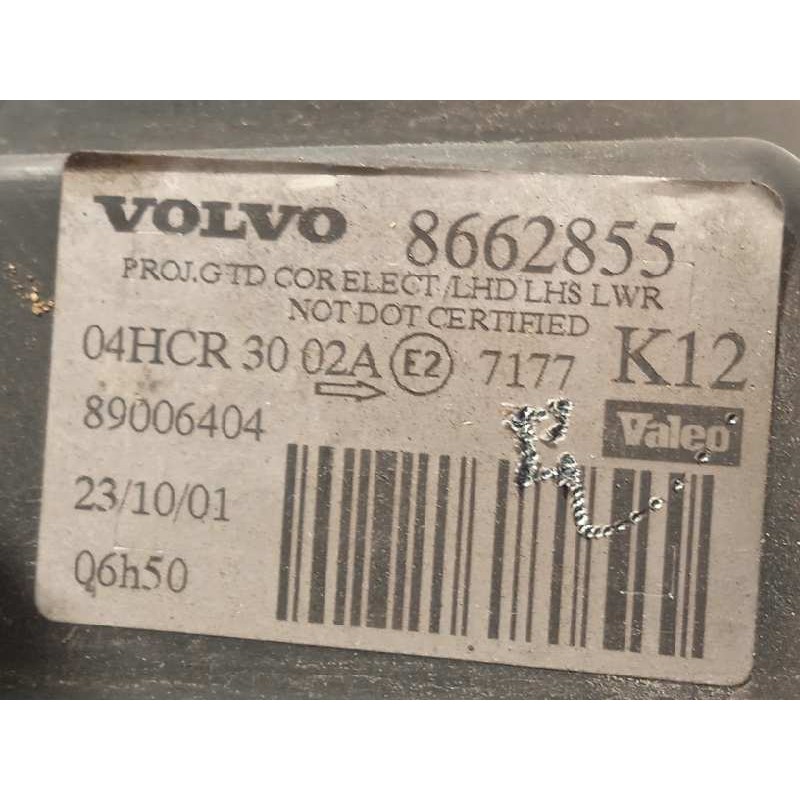 VOLVO 8662855
PROJ.GTD COR ELECT /LHD LHS LWR
NOT DOT CERTIFIED
04HCR 30 02A E2 7177 K12
89006404 Valeo
23/10/01
06h50